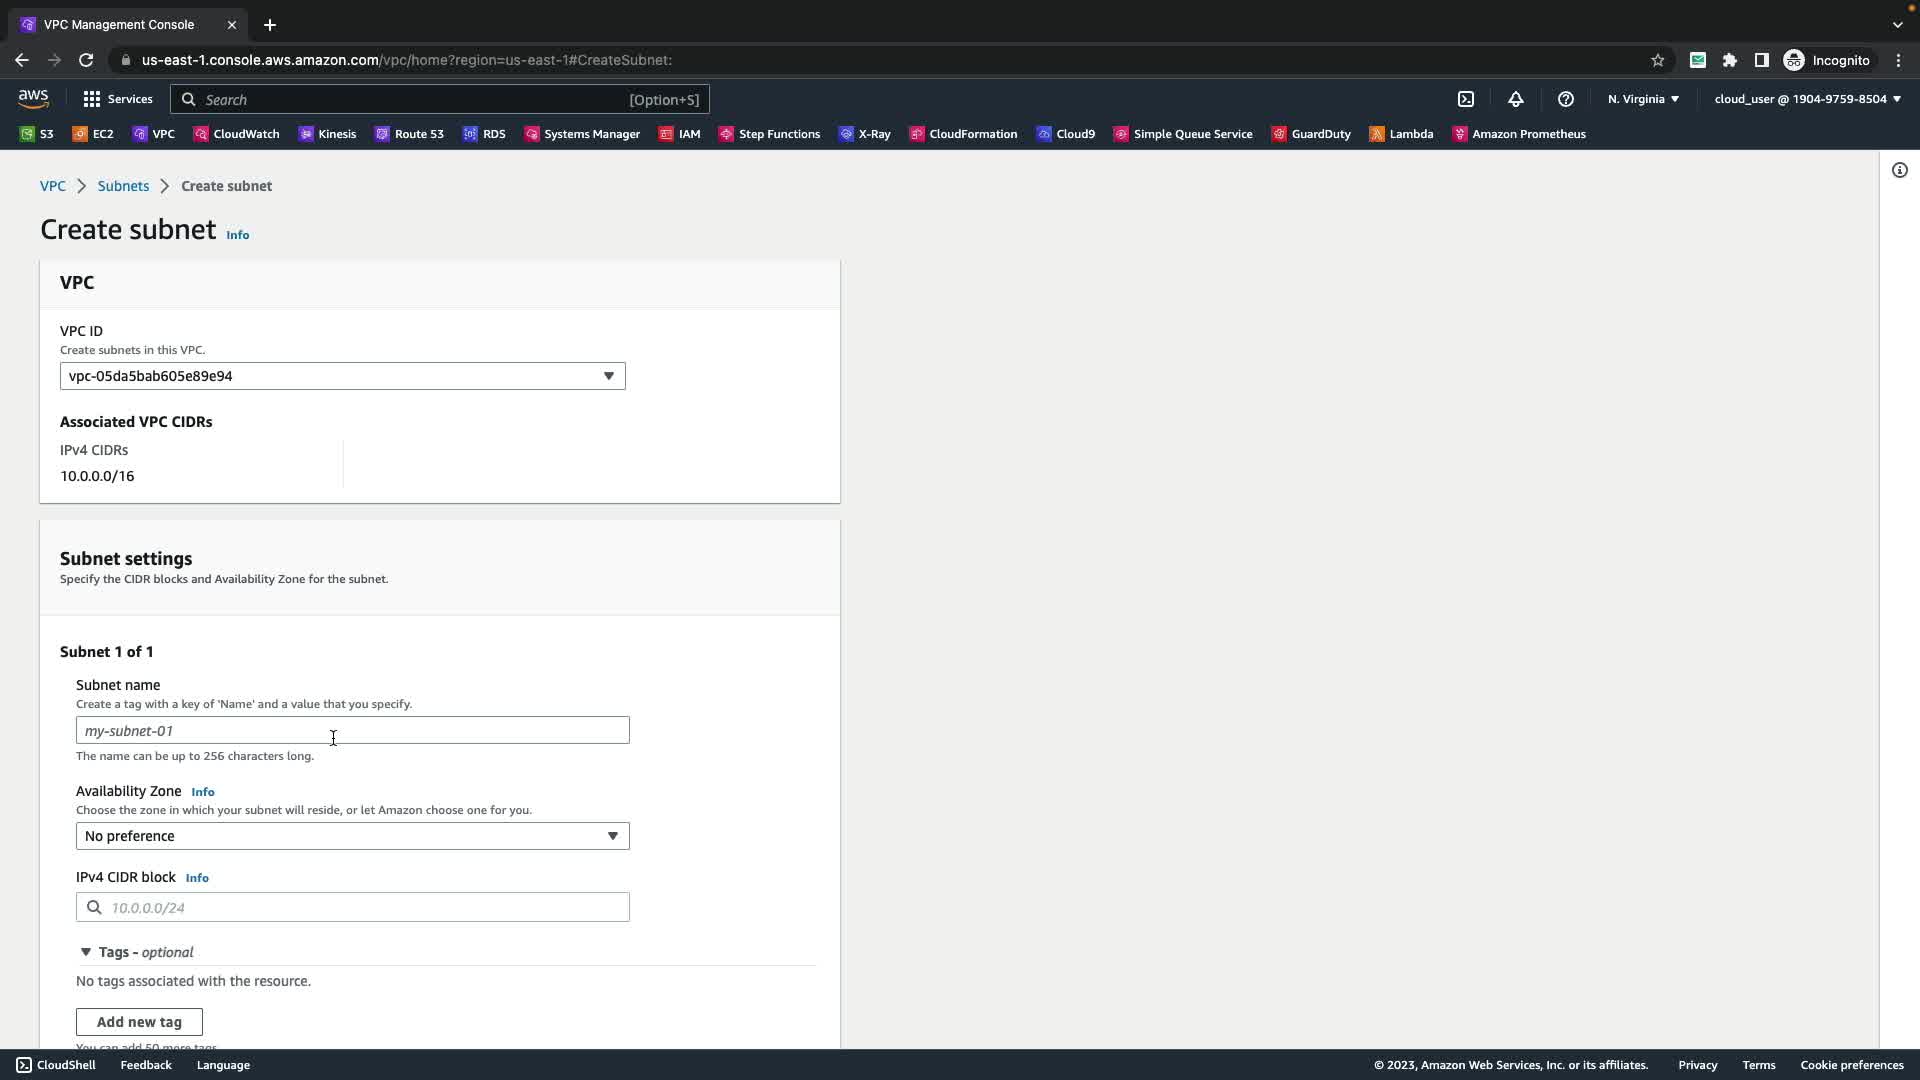 VPC Management Console
us-east-1.console.aws.amazon.com/vpc/home?region=us-east-1#CreateSubnet:
Incognito
aws
Services
Search
[Option+S]
N. Virginia
cloud_user @ 1904-9759-8504
S3
EC2
VPC
CloudWatch
Kinesis
Route 53
RDS
Systems Manager
IAM
Step Functions
X-Ray
CloudFormation
Cloud9
Simple Queue Service
GuardDuty
Lambda
Amazon Prometheus
VPC
Subnets
Create subnet
Create subnet Info
VPC
VPC ID
Create subnets in this VPC.
vpc-05da5bab605e89e94
Associated VPC CIDRs
IPv4 CIDRs
10.0.0.0/16
Subnet settings
Specify the CIDR blocks and Availability Zone for the subnet.
Subnet 1 of 1
Subnet name
Create a tag with a key of 'Name' and a value that you specify.
my-subnet-01
The name can be up to 256 characters long.
Availability Zone Info
Choose the zone in which your subnet will reside, or let Amazon choose one for you.
No preference
IPv4 CIDR block Info
10.0.0.0/24
Tags - optional
No tags associated with the resource.
Add new tag
You can add 50 more tags.
CloudShell
Feedback
Language
© 2023, Amazon Web Services, Inc. or its affiliates.
Privacy
Terms
Cookie preferences